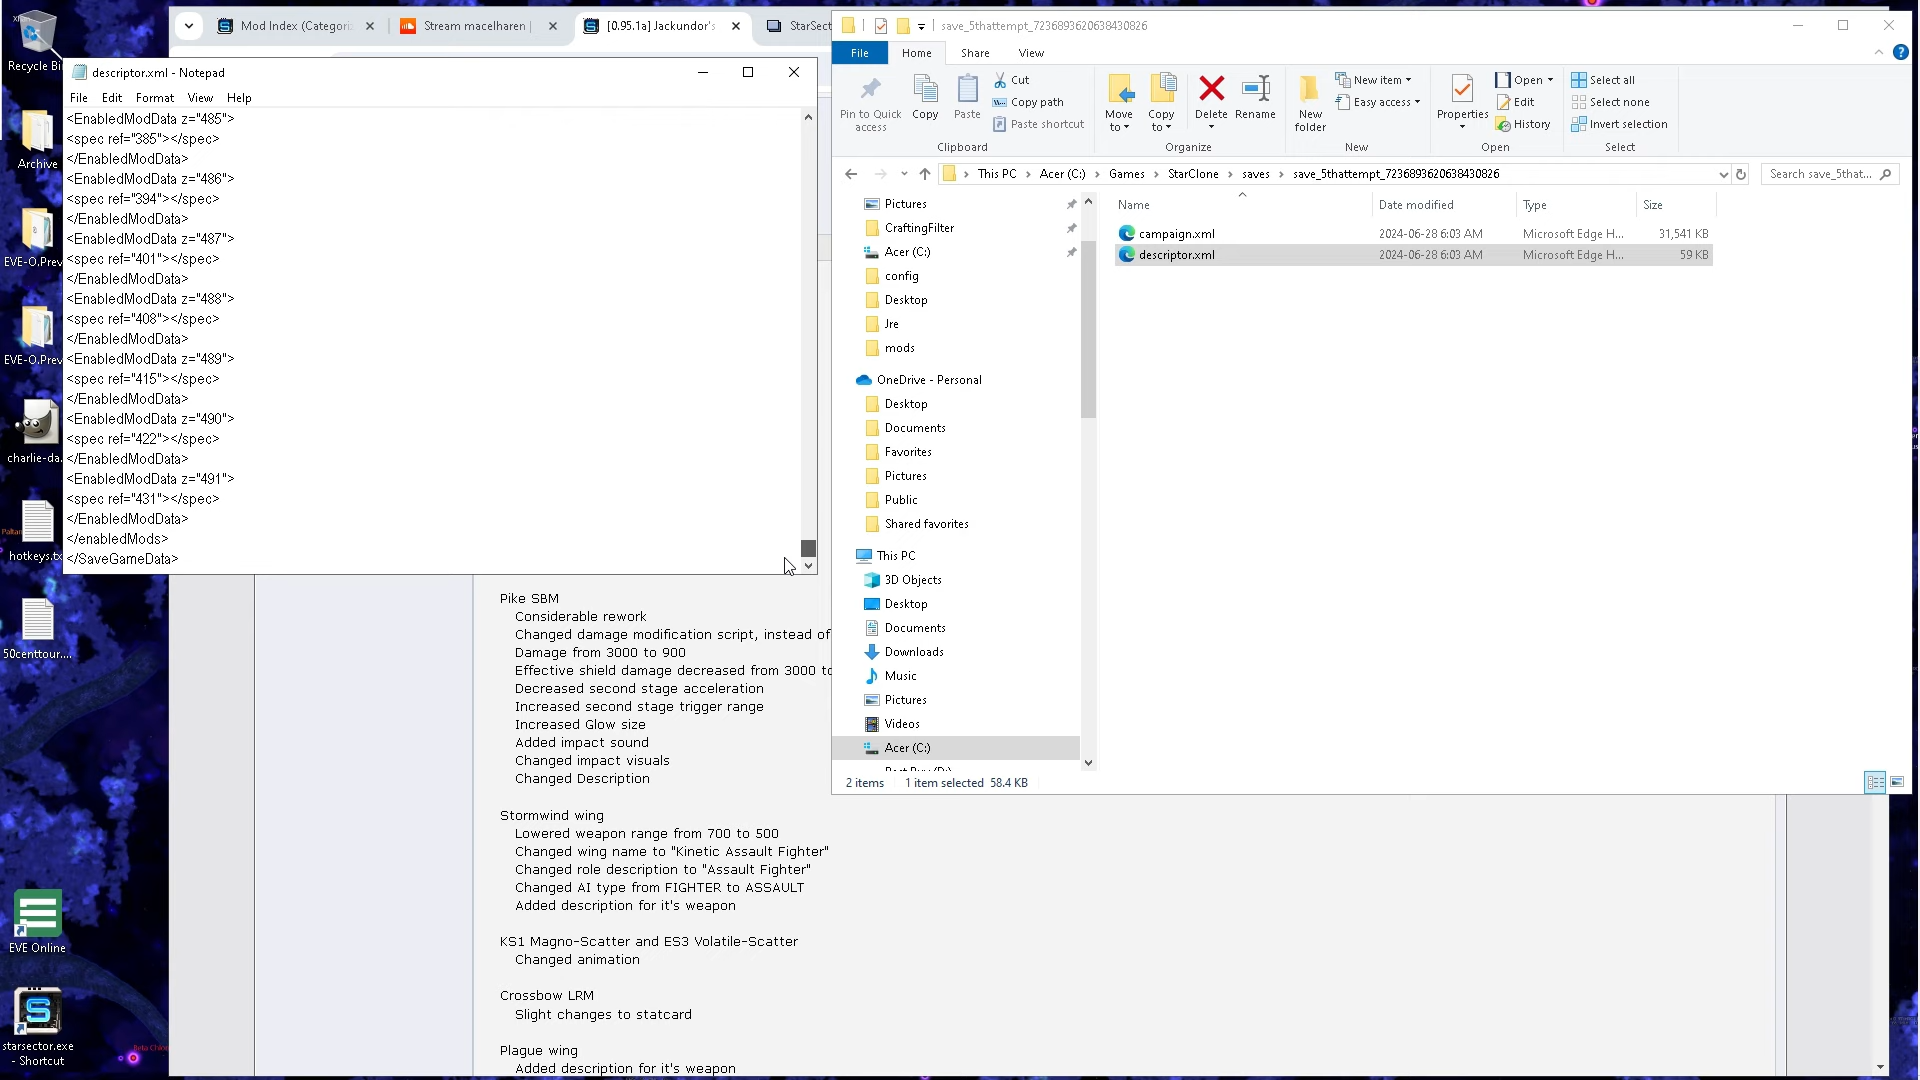 Recycle Bi
Archive
EVE-O.Prev
EVE-O.Prev
charlie-da...
hotkeys.tx
50centtour....
EVE Online
starsector.exe
- Shortcut
Mod Index (Categori
Stream macelharen
[0.95.1a] Jackundor's
StarSect
descriptor.xml - Notepad
File Edit Format View Help
<EnabledModData z="485">
<spec ref="385"></spec>
</EnabledModData>
<EnabledModData z="486">
<spec ref="394"></spec>
</EnabledModData>
<EnabledModData z="487">
<spec ref="401"></spec>
</EnabledModData>
<EnabledModData z="488">
<spec ref="408"></spec>
</EnabledModData>
<EnabledModData z="489">
<spec ref="415"></spec>
</EnabledModData>
<EnabledModData z="490">
<spec ref="422"></spec>
</EnabledModData>
<EnabledModData z="491">
<spec ref="431"></spec>
</EnabledModData>
</enabledMods>
</SaveGameData>
Pike SBM
Considerable rework
Changed damage modification script, instead of
Damage from 3000 to 900
Effective shield damage decreased from 3000 to
Decreased second stage acceleration
Increased second stage trigger range
Increased Glow size
Added impact sound
Changed impact visuals
Changed Description
Stormwind wing
Lowered weapon range from 700 to 500
Changed wing name to "Kinetic Assault Fighter"
Changed role description to "Assault Fighter"
Changed AI type from FIGHTER to ASSAULT
Added description for it's weapon
KS1 Magno-Scatter and ES3 Volatile-Scatter
Changed animation
Crossbow LRM
Slight changes to statcard
Plague wing
Added description for it's weapon
save_5thattempt_7236893620638430826
File Home Share View
Pin to Quick access
Copy
Paste
Cut
Copy path
Paste shortcut
Clipboard
Move to
Copy to
Delete
Rename
Organize
New folder
New item
Easy access
New
Properties
Open
Edit
History
Open
Select all
Select none
Invert selection
Select
This PC > Acer (C:) > Games > StarClone > saves > save_5thattempt_7236893620638430826
Search save_5that...
Pictures
CraftingFilter
Acer (C:)
config
Desktop
Jre
mods
OneDrive - Personal
Desktop
Documents
Favorites
Pictures
Public
Shared favorites
This PC
3D Objects
Desktop
Documents
Downloads
Music
Pictures
Videos
Acer (C:)
Name Date modified Type Size
campaign.xml 2024-06-28 6:03 AM Microsoft Edge H... 31,541 KB
descriptor.xml 2024-06-28 6:03 AM Microsoft Edge H... 59 KB
2 items 1 item selected 58.4 KB